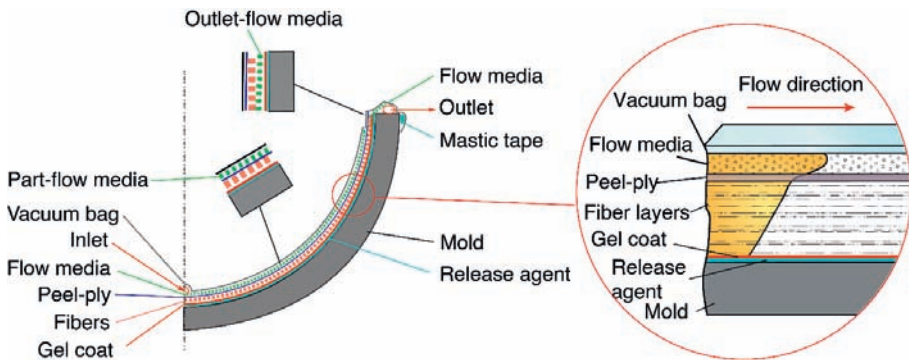 Outlet-flow media
Flow media
Outlet
Mastic tape
Part-flow media
Vacuum bag
Inlet
Flow media
Peel-ply
Fibers
Gel coat
Mold
Release agent
Flow direction
Vacuum bag
Flow media
Peel-ply
Fiber layers
Gel coat
Release
agent
Mold